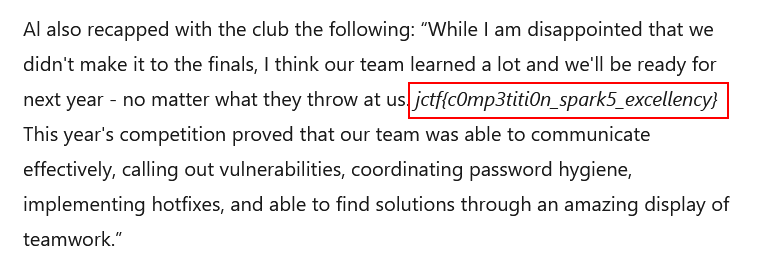 Al also recapped with the club the following: “While I am disappointed that we
didn't make it to the finals, I think our team learned a lot and we'll be ready for
next year - no matter what they throw at us. jctf{c0mp3titi0n_spark5_excellency}
This year's competition proved that our team was able to communicate
effectively, calling out vulnerabilities, coordinating password hygiene,
implementing hotfixes, and able to find solutions through an amazing display of
teamwork.”